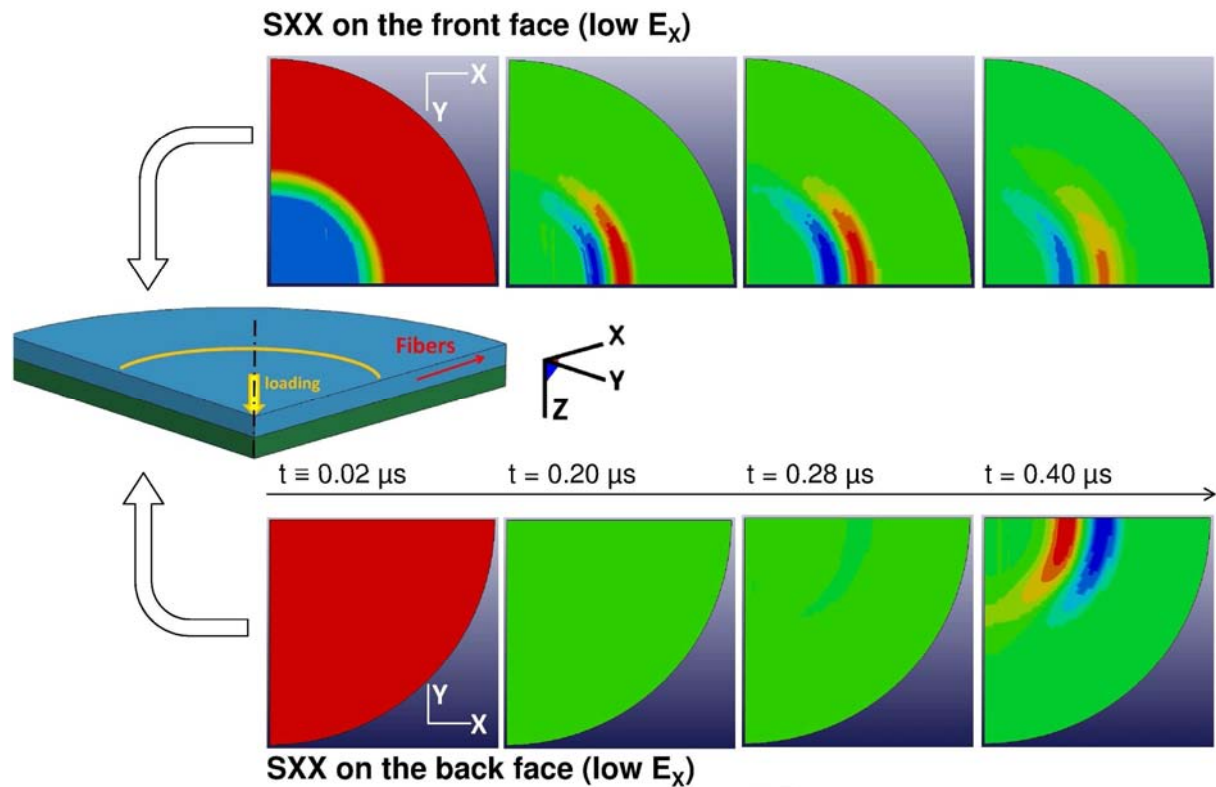 SXX on the front face (low EX)
X
Y
Fibers
loading
X
Y
Z
t ≡ 0.02 µs
t = 0.20 µs
t = 0.28 µs
t = 0.40 µs
Y
X
SXX on the back face (low EX)